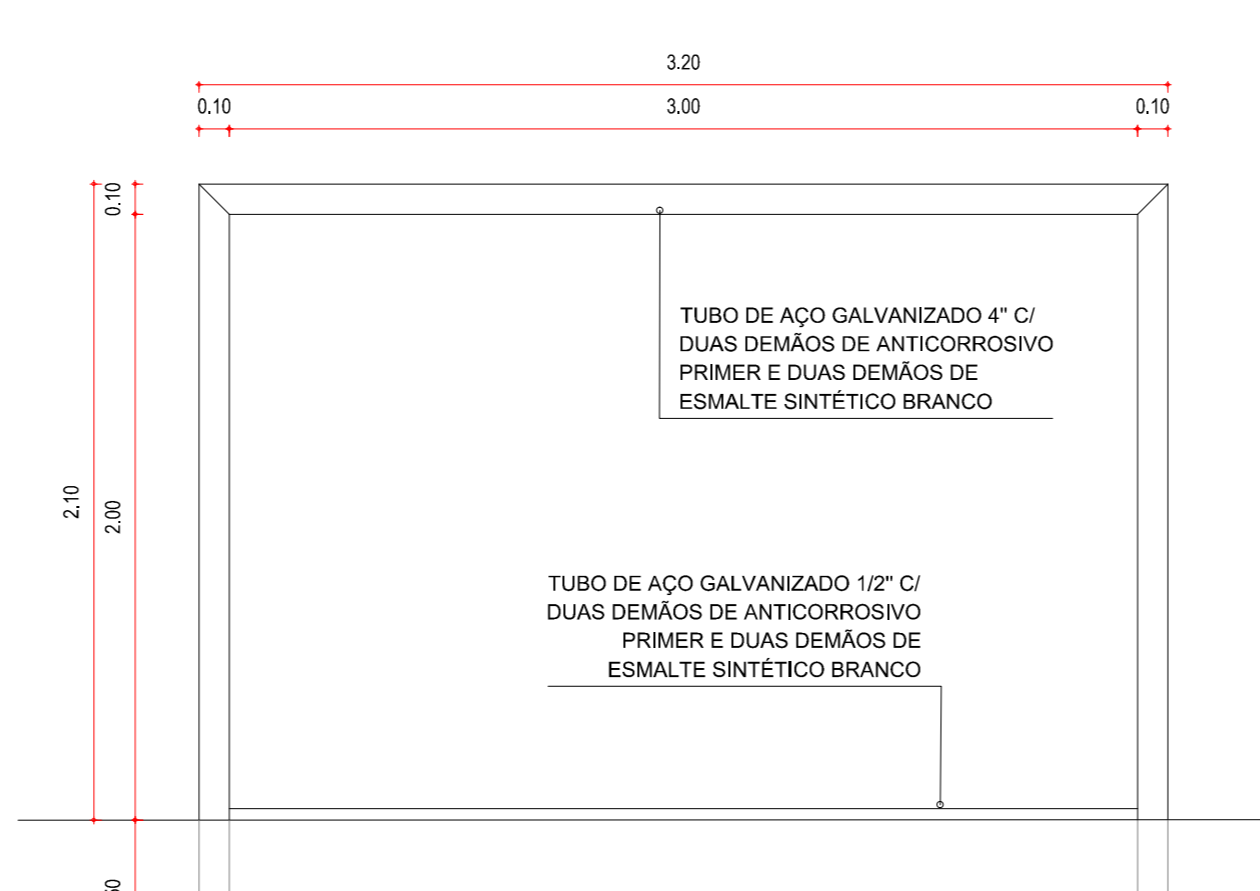 3.20
0.10
3.00
0.10
0.10
2.10
2.00
TUBO DE AÇO GALVANIZADO 4" C/
DUAS DEMÃOS DE ANTICORROSIVO
PRIMER E DUAS DEMÃOS DE
ESMALTE SINTÉTICO BRANCO
TUBO DE AÇO GALVANIZADO 1/2" C/
DUAS DEMÃOS DE ANTICORROSIVO
PRIMER E DUAS DEMÃOS DE
ESMALTE SINTÉTICO BRANCO